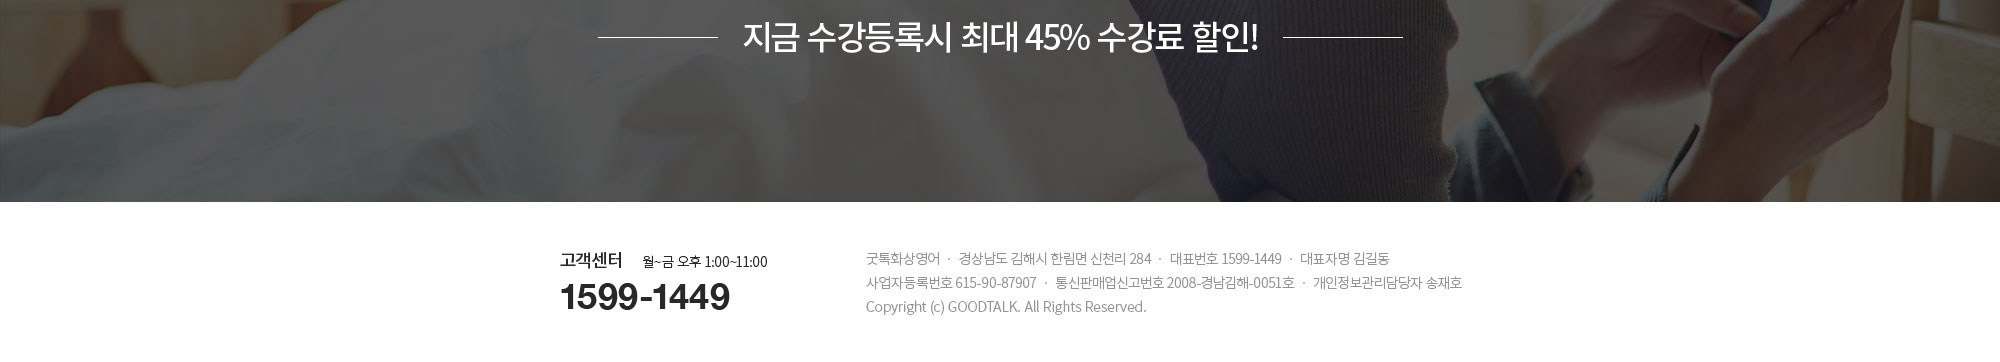 지금 수강등록시 최대 45% 수강료 할인!
고객센터 월~금 오후 1:00~11:00
1599-1449
굿톡화상영어 · 경상남도 김해시 한림면 신천리 284 · 대표번호 1599-1449 · 대표자명 김길동
사업자등록번호 615-90-87907 · 통신판매업신고번호 2008-경남김해-0051호 · 개인정보관리담당자 송재호
Copyright (c) GOODTALK. All Rights Reserved.